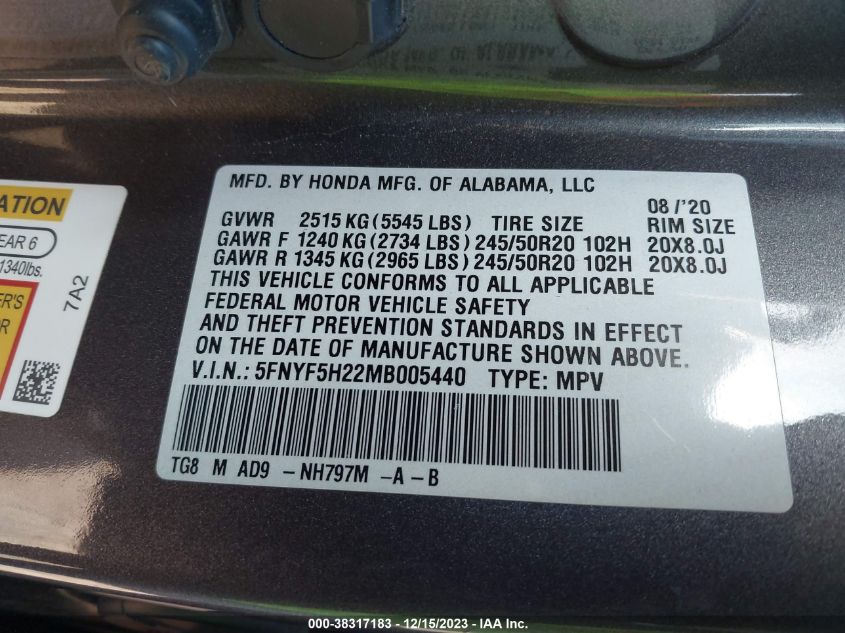 MFD. BY HONDA MFG. OF ALABAMA, LLC
08 /'20
GVWR 2515 KG (5545 LBS) TIRE SIZE RIM SIZE
GAWR F 1240 KG (2734 LBS) 245/50R20 102H 20X8.0J
GAWR R 1345 KG (2965 LBS) 245/50R20 102H 20X8.0J
THIS VEHICLE CONFORMS TO ALL APPLICABLE
FEDERAL MOTOR VEHICLE SAFETY
AND THEFT PREVENTION STANDARDS IN EFFECT
ON THE DATE OF MANUFACTURE SHOWN ABOVE.
V.I.N.: 5FNYF5H22MB005440 TYPE: MPV
TG8 M AD9 -NH797M -A -B
ATION
EAR 6
1340lbs.
ER'S
OR
7A2
000-38317183 - 12/15/2023 - IAA Inc.